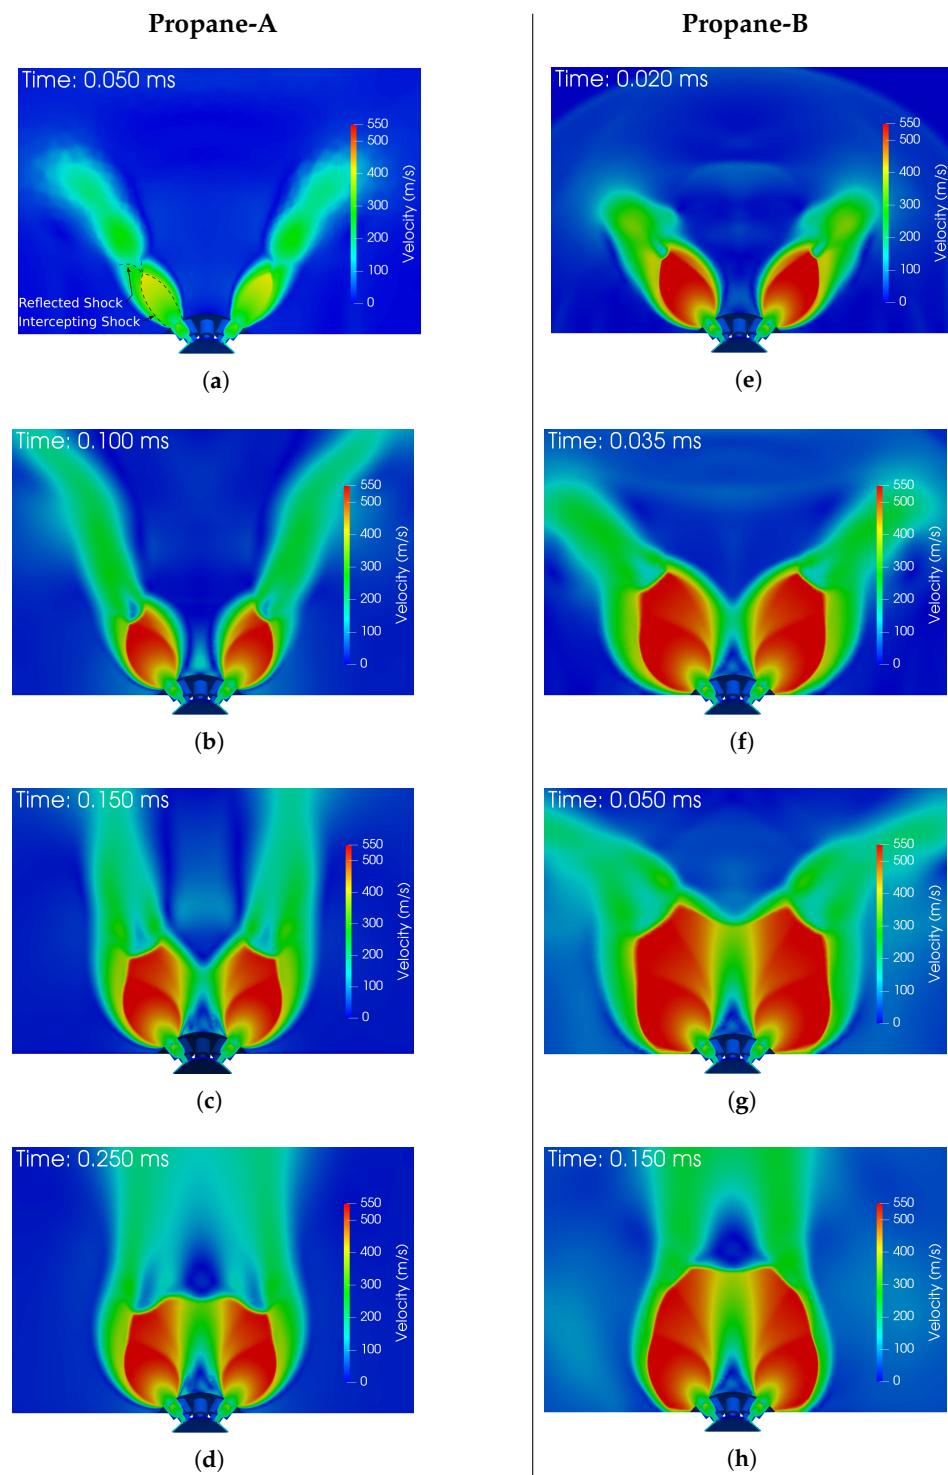 Propane-A
Propane-B
Time: 0.050 ms
550
500
400
300
200
100
0
Velocity (m/s)
Reflected Shock
Intercepting Shock
(a)
Time: 0.020 ms
550
500
400
300
200
100
0
Velocity (m/s)
(e)
Time: 0.100 ms
550
500
400
300
200
100
0
Velocity (m/s)
(b)
Time: 0.035 ms
550
500
400
300
200
100
0
Velocity (m/s)
(f)
Time: 0.150 ms
550
500
400
300
200
100
0
Velocity (m/s)
(c)
Time: 0.050 ms
550
500
400
300
200
100
0
Velocity (m/s)
(g)
Time: 0.250 ms
550
500
400
300
200
100
0
Velocity (m/s)
(d)
Time: 0.150 ms
550
500
400
300
200
100
0
Velocity (m/s)
(h)